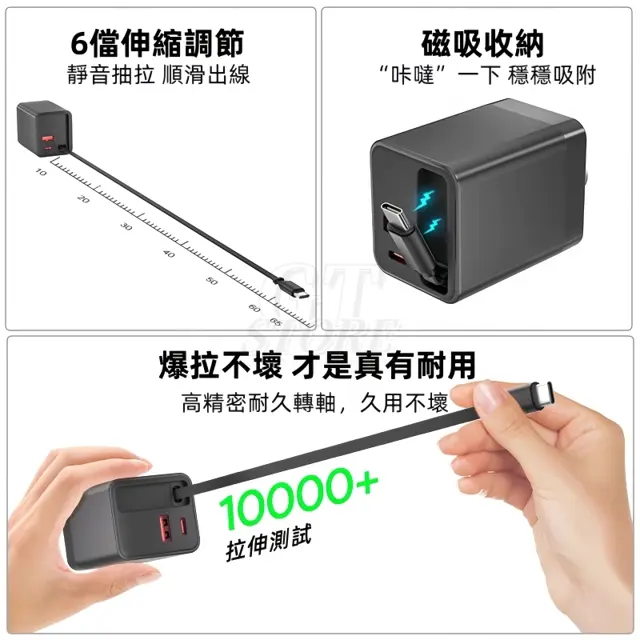 6檔伸縮調節
靜音抽拉 順滑出線
10
20
30
40
50
60
65
磁吸收納
“咔噠”一下 穩穩吸附
GT
STORE
爆拉不壞 才是真有耐用
高精密耐久轉軸，久用不壞
10000+
拉伸測試